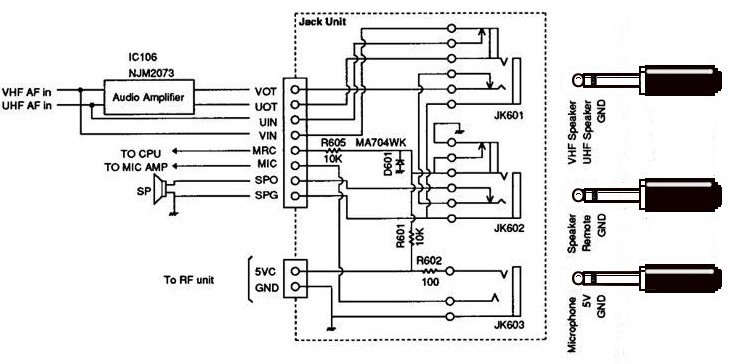 Jack Unit
IC106
NJM2073
VHF AF in
UHF AF in
Audio Amplifier
VOT
UOT
UIN
VIN
MRC
MIC
SPO
SPG
TO CPU
TO MIC AMP
SP
R605
10K
MA704WK
D601
R601
10K
R602
100
To RF unit
5VC
GND
JK601
JK602
JK603
VHF Speaker
UHF Speaker
GND
Speaker
Remote
GND
Microphone
5V
GND